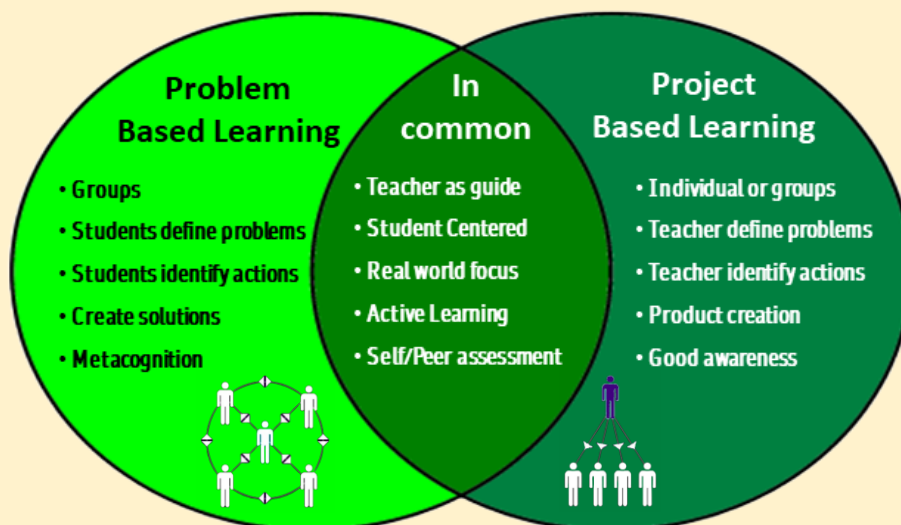 Problem
Based Learning
• Groups
• Students define problems
• Students identify actions
• Create solutions
• Metacognition
In
common
• Teacher as guide
• Student Centered
• Real world focus
• Active Learning
• Self/Peer assessment
Project
Based Learning
• Individual or groups
• Teacher define problems
• Teacher identify actions
• Product creation
• Good awareness